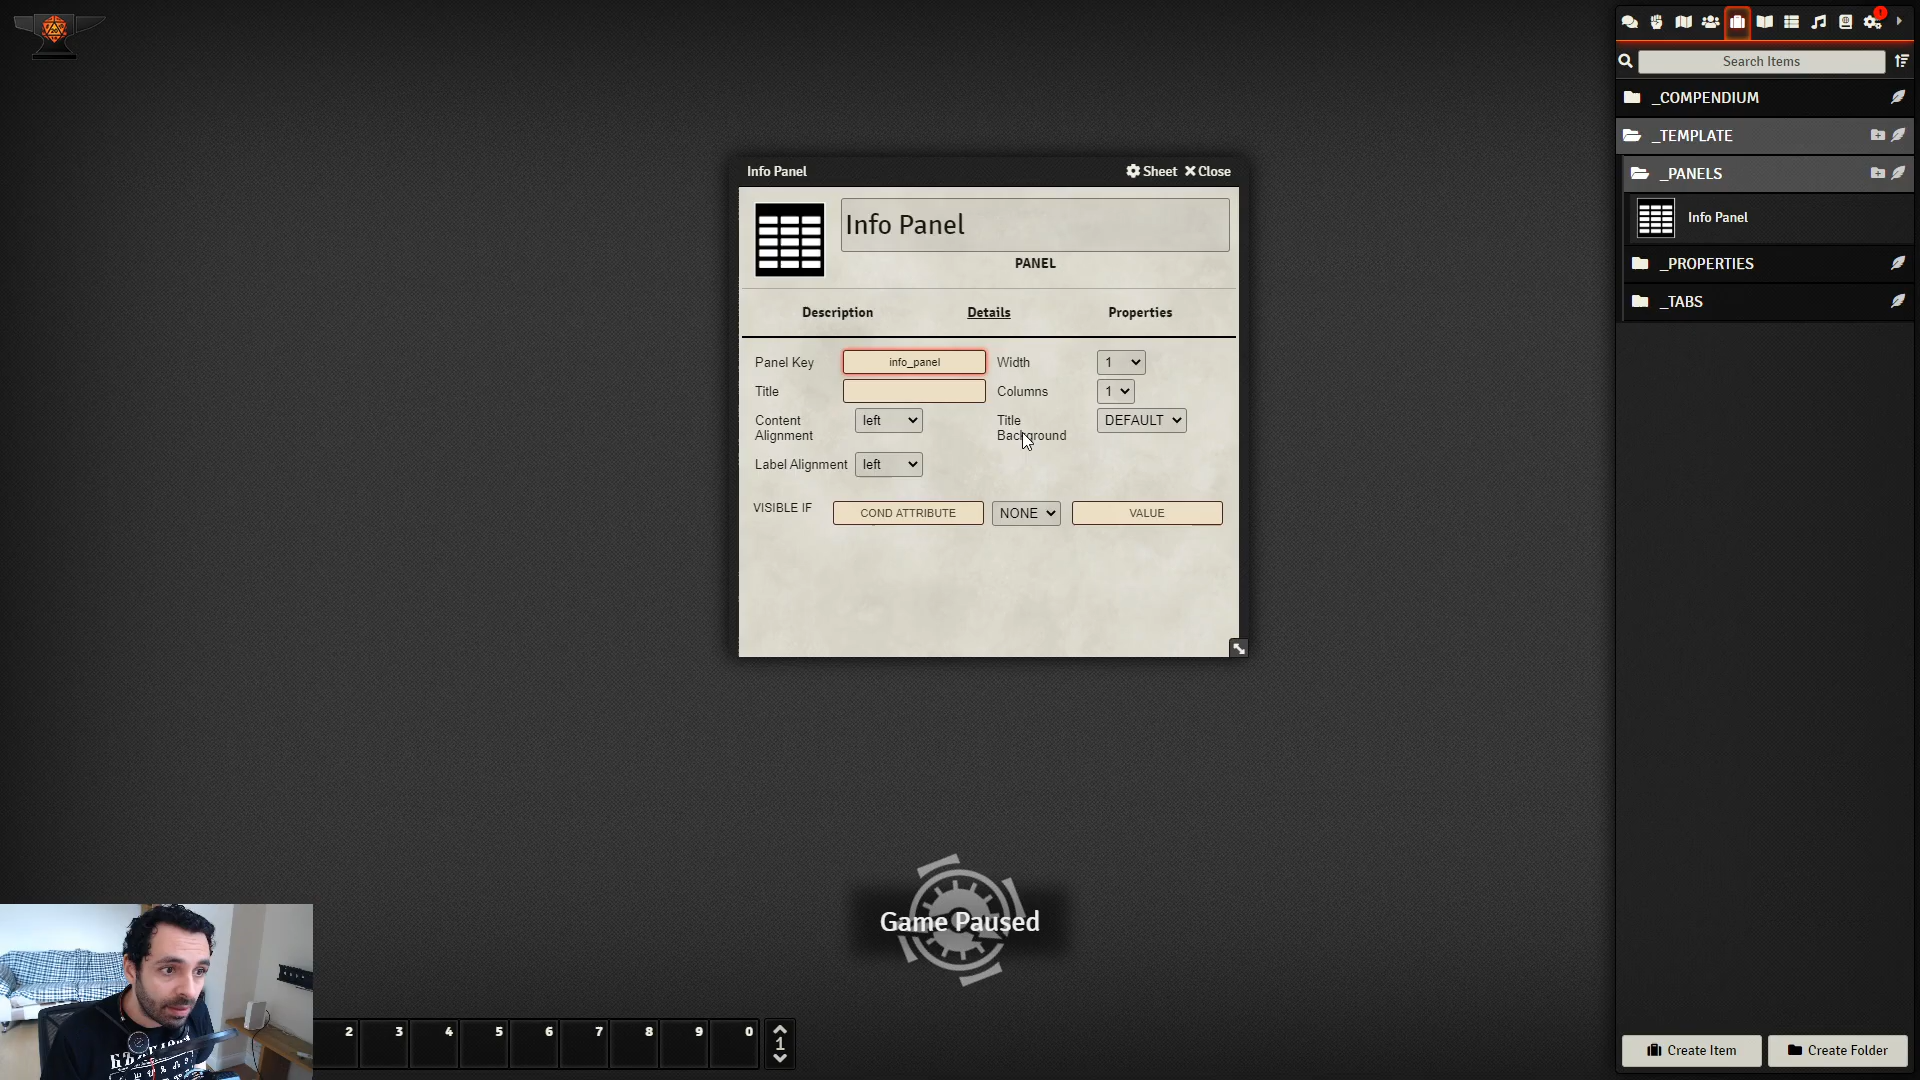 Search Items
_COMPENDIUM
_TEMPLATE
_PANELS
Info Panel
_PROPERTIES
_TABS
Info Panel
Sheet
Close
Info Panel
PANEL
Description
Details
Properties
Panel Key
info_panel
Width
1
Title
Columns
1
Content
Alignment
left
Title
Background
DEFAULT
Label Alignment
left
VISIBLE IF
COND ATTRIBUTE
NONE
VALUE
Game Paused
2 3 4 5 6 7 8 9 0
1
Create Item
Create Folder